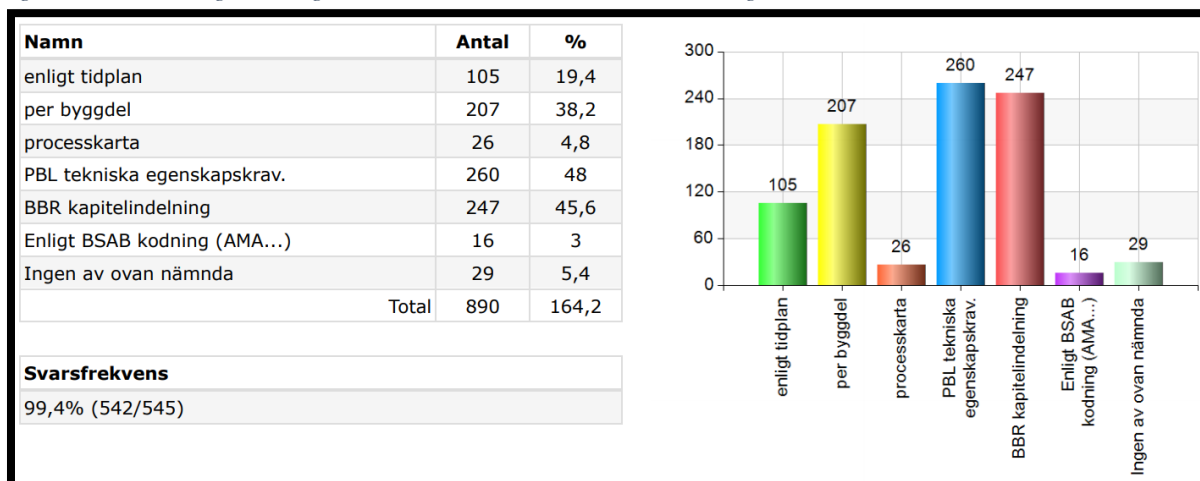 Namn Antal %
enligt tidplan 105 19,4
per byggdel 207 38,2
processkarta 26 4,8
PBL tekniska egenskapskrav. 260 48
BBR kapitelindelning 247 45,6
Enligt BSAB kodning (AMA...) 16 3
Ingen av ovan nämnda 29 5,4
Total 890 164,2
Svarsfrekvens
99,4% (542/545)
300
240
180
120
60
0
105
207
26
260
247
16
29
enligt tidplan
per byggdel
processkarta
PBL tekniska
egenskapskrav.
BBR kapitelindelning
Enligt BSAB
kodning (AMA...)
Ingen av ovan nämnda